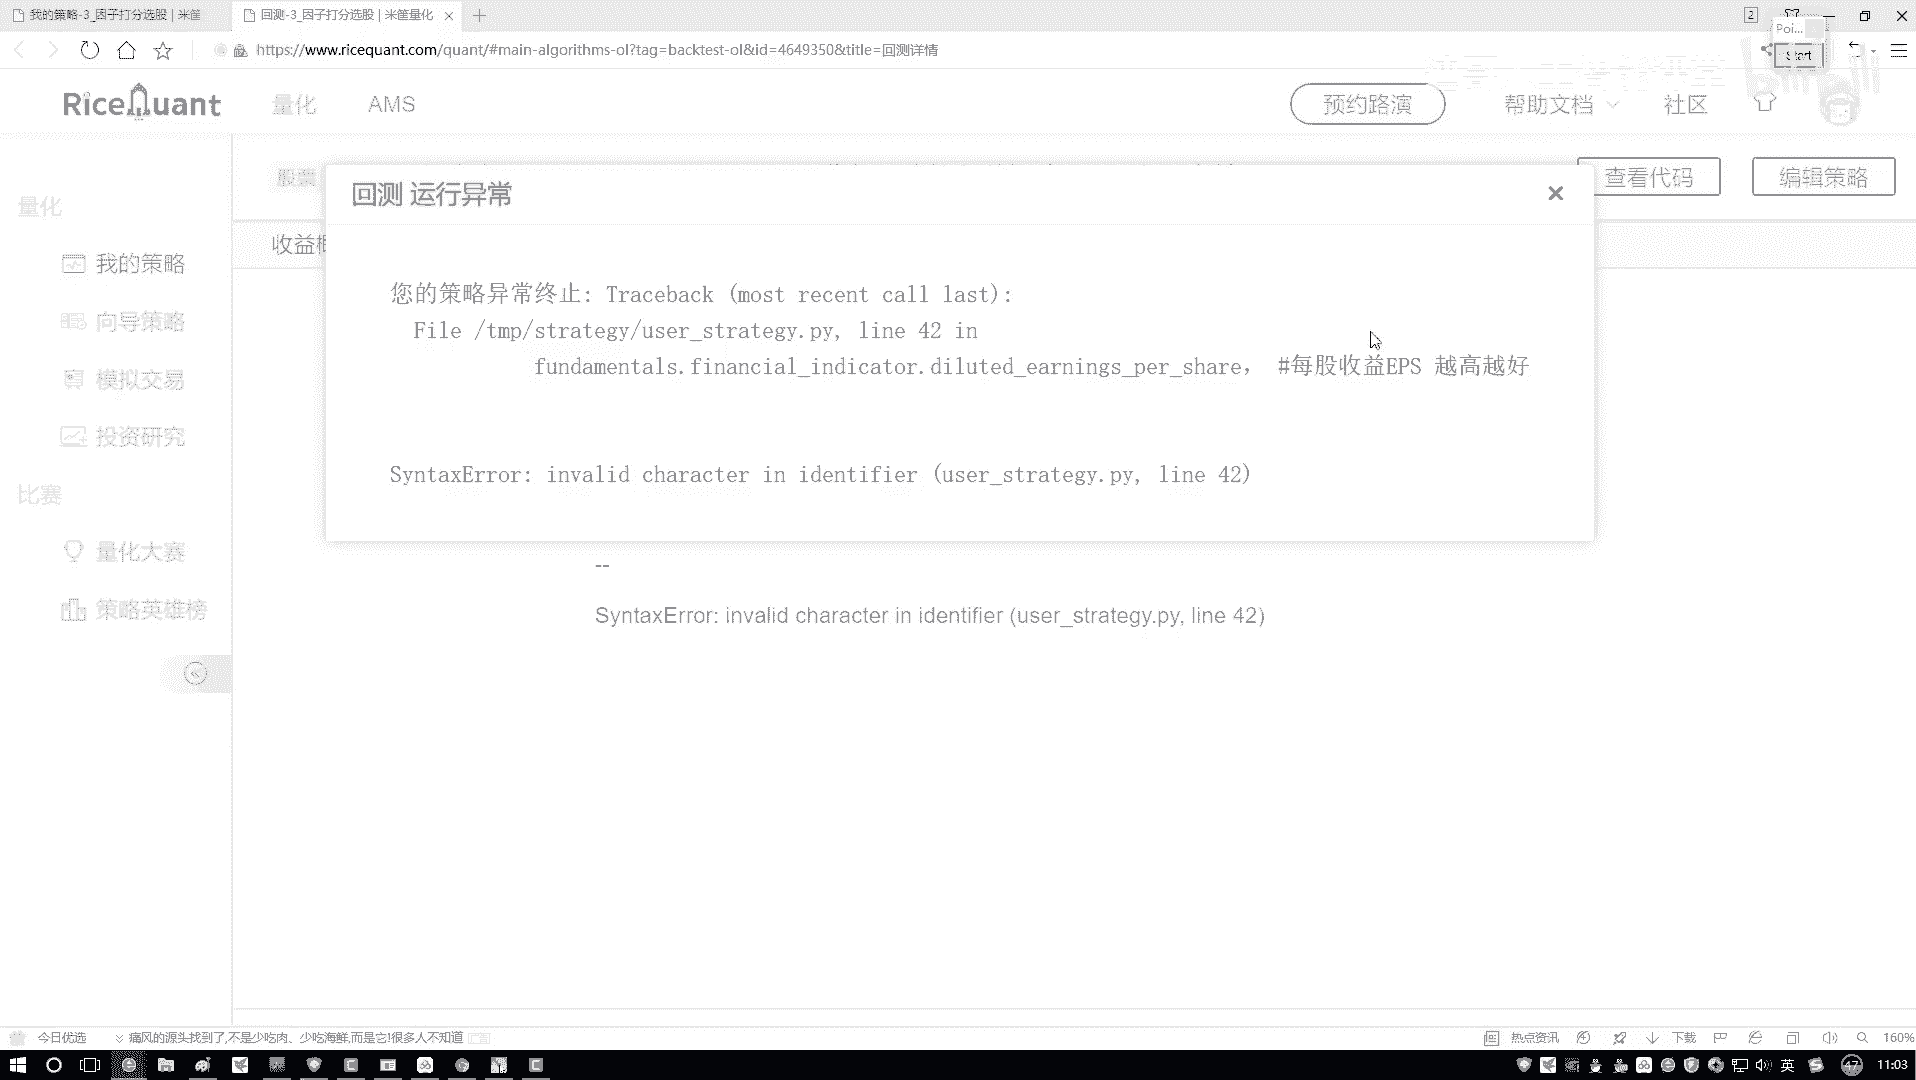 我的策略-3_因子打分选股 | 米筐
回测-3_因子打分选股 | 米筐量化
2
Poi...
Start
https://www.ricequant.com/quant/#main-algorithms-ol?tag=backtest-ol&id=4649350&title=回测详情
RiceQuant 量化 AMS 预约路演 帮助文档 社区
股票
查看代码 编辑策略
回测 运行异常
量化
收益概
我的策略
向导策略
模拟交易
投资研究
比赛
量化大赛
策略英雄榜
您的策略异常终止: Traceback (most recent call last):
File /tmp/strategy/user_strategy.py, line 42 in
fundamentals.financial_indicator.diluted_earnings_per_share， #每股收益EPS 越高越好
SyntaxError: invalid character in identifier (user_strategy.py, line 42)
--
SyntaxError: invalid character in identifier (user_strategy.py, line 42)
今日优选 痛风的源头找到了,不是少吃肉、少吃海鲜,而是它!很多人不知道
热点资讯 下载 160%
英 47 11:03